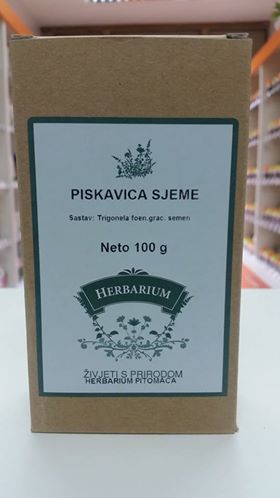 PISKAVICA SJEME
Sastav: Trigonela foen.grac. semen
Neto 100 g
HERBARIUM
ŽIVJETI S PRIRODOM
HERBARIUM PITOMAČA